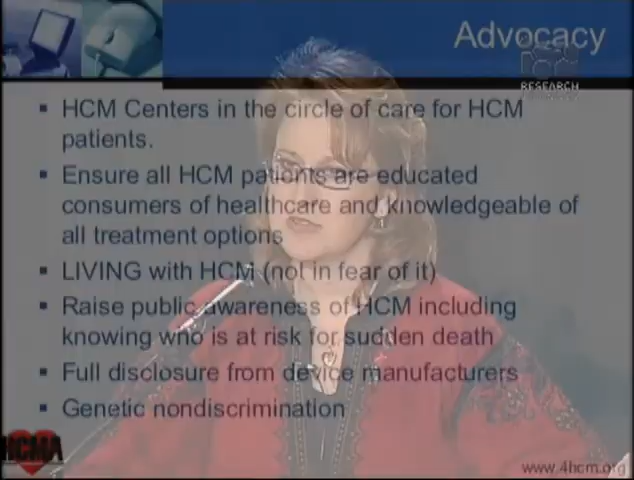 Advocacy
RESEARCH
▪ HCM Centers in the circle of care for HCM
patients.
▪ Ensure all HCM patients are educated
consumers of healthcare and knowledgeable of
all treatment options
▪ LIVING with HCM (not in fear of it)
▪ Raise public awareness of HCM including
knowing who is at risk for sudden death
▪ Full disclosure from device manufacturers
▪ Genetic nondiscrimination
HCMA
www.4hcm.org